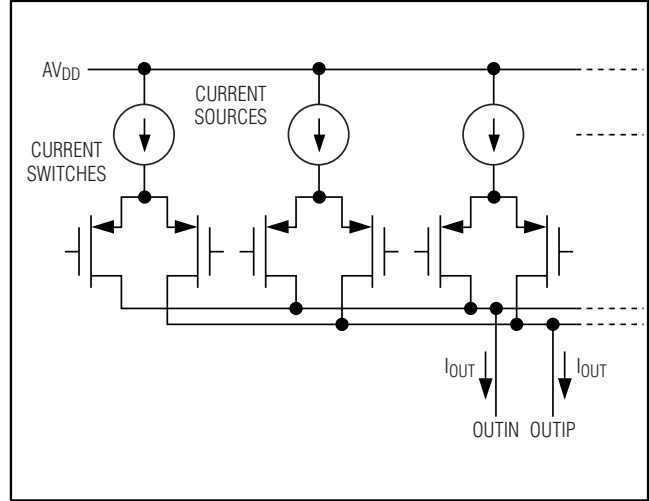 AVDD
CURRENT
SOURCES
CURRENT
SWITCHES
IOUT
IOUT
OUTIN OUTIP